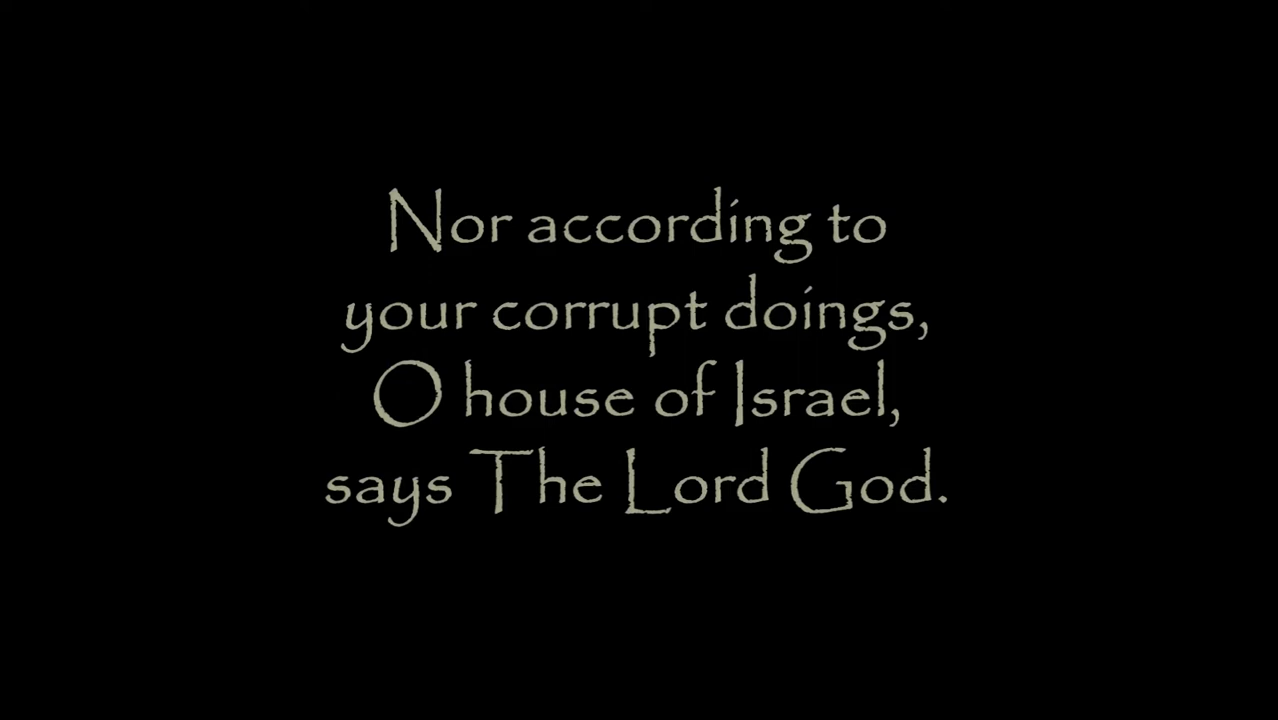 Nor according to
your corrupt doings,
O house of Israel,
says The Lord God.